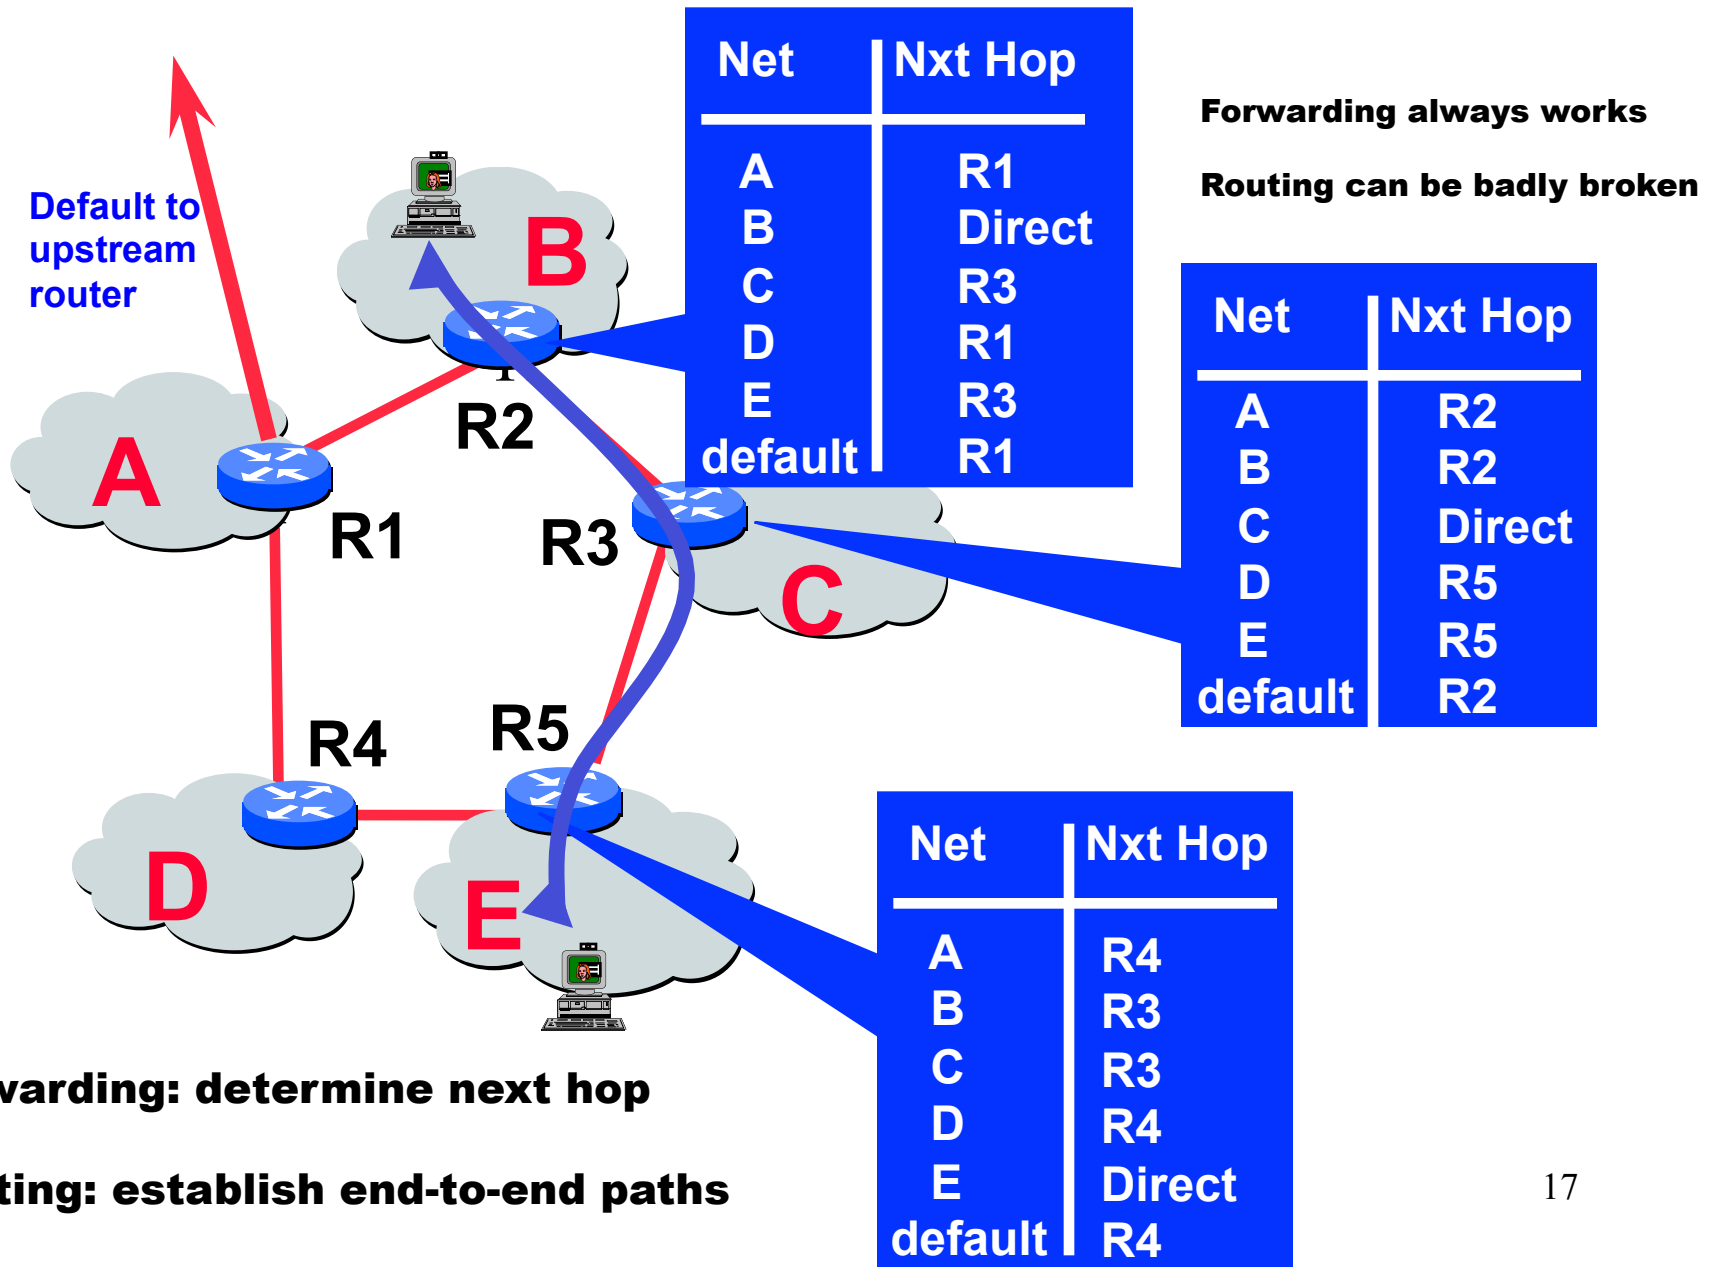 Net Nxt Hop
A R1
B Direct
C R3
D R1
E R3
default R1
Forwarding always works
Routing can be badly broken
Default to
upstream
router
B
R2
A
R1
R3
C
Net Nxt Hop
A R2
B R2
C Direct
D R5
E R5
default R2
R4
R5
D
E
Net Nxt Hop
A R4
B R3
C R3
D R4
E Direct
default R4
warding: determine next hop
ting: establish end-to-end paths
17